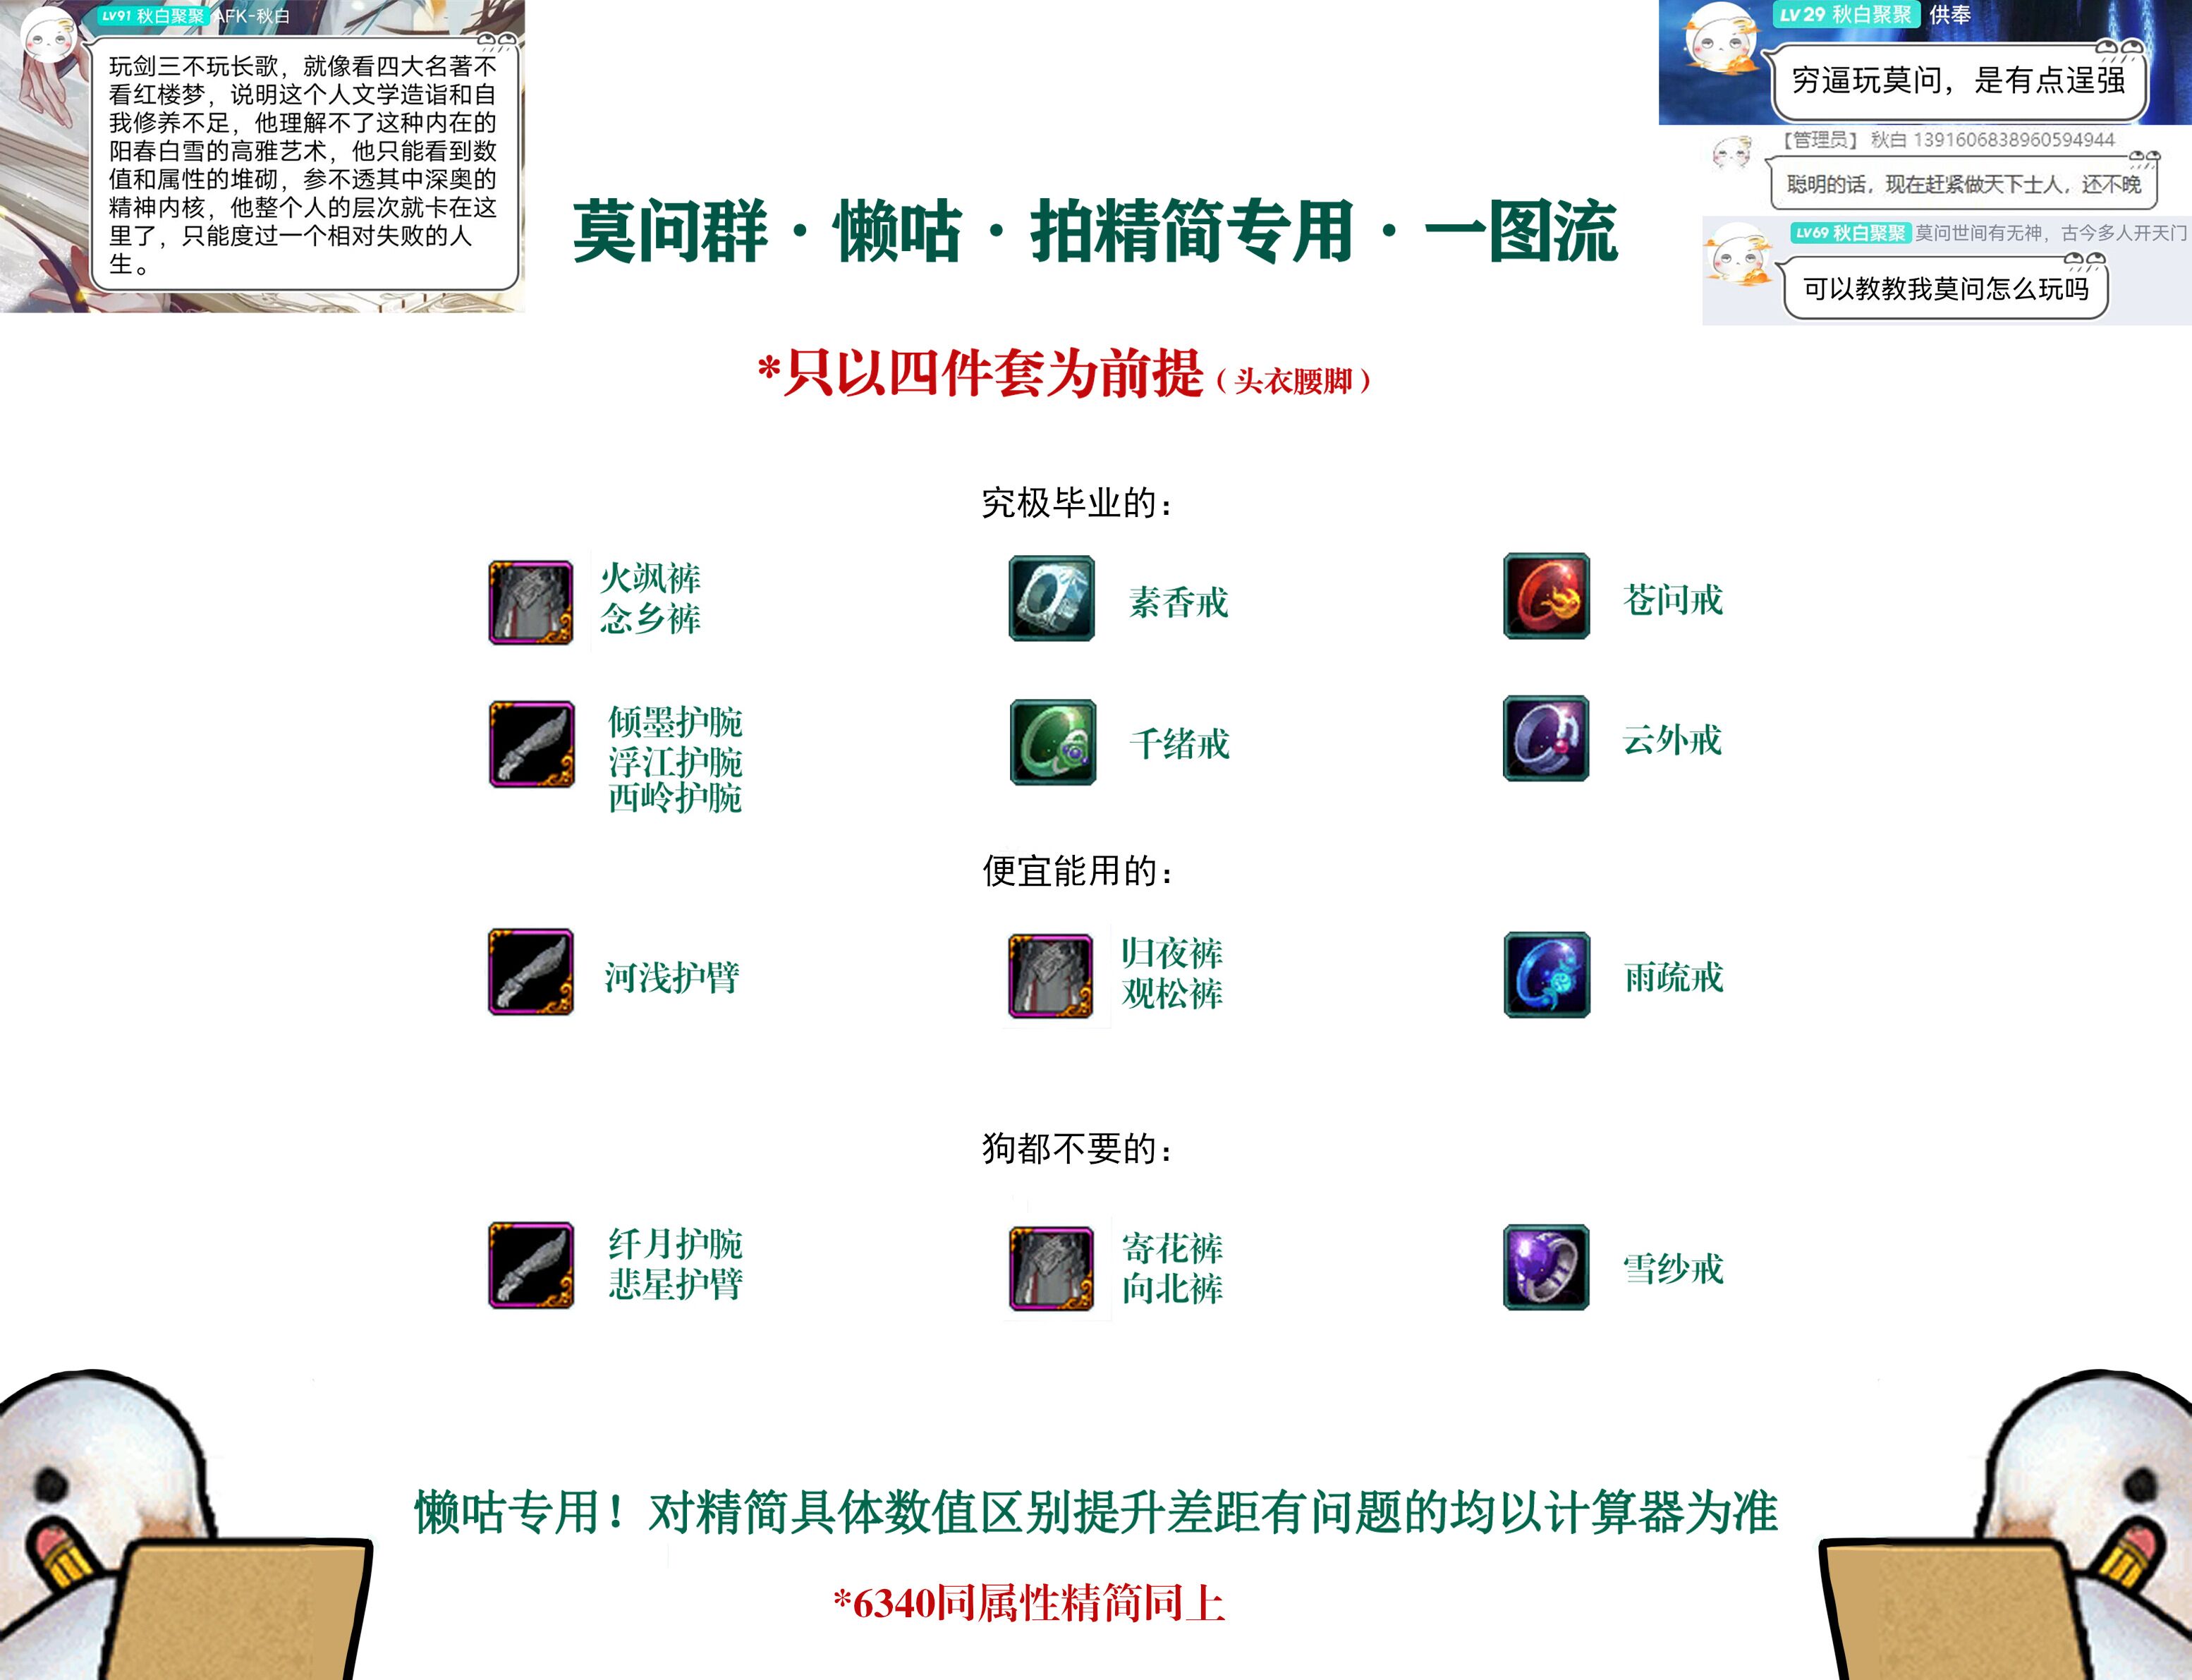 LV91 秋白聚聚 AFK-秋白
玩剑三不玩长歌，就像看四大名著不
看红楼梦，说明这个人文学造诣和自
我修养不足，他理解不了这种内在的
阳春白雪的高雅艺术，他只能看到数
值和属性的堆砌，参不透其中深奥的
精神内核，他整个人的层次就卡在这
里了，只能度过一个相对失败的人
生。
LV29 秋白聚聚 供奉
穷逼玩莫问，是有点逞强
【管理员】 秋白 1391606838960594944
聪明的话，现在赶紧做天下士人，还不晚
LV69 秋白聚聚 莫问世间有无神，古今多人开天门
可以教教我莫问怎么玩吗
莫问群·懒咕·拍精简专用·一图流
*只以四件套为前提（头衣腰脚）
究极毕业的：
火飒裤
念乡裤
素香戒
苍问戒
倾墨护腕
浮江护腕
西岭护腕
千绪戒
云外戒
便宜能用的：
河浅护臂
归夜裤
观松裤
雨疏戒
狗都不要的：
纤月护腕
悲星护臂
寄花裤
向北裤
雪纱戒
懒咕专用！对精简具体数值区别提升差距有问题的均以计算器为准
*6340同属性精简同上